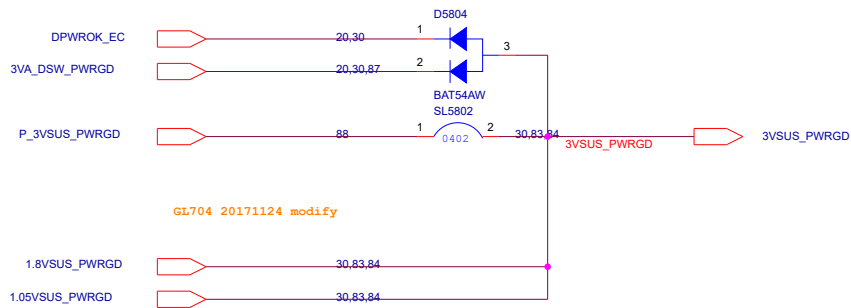 D5804
DPWROK_EC 20,30 1
3
3VA_DSW_PWRGD 20,30,87 2
BAT54AW
SL5802
P_3VSUS_PWRGD 88 1 0402 2 30,83,84 3VSUS_PWRGD
3VSUS_PWRGD
GL704 20171124 modify
1.8VSUS_PWRGD 30,83,84
1.05VSUS_PWRGD 30,83,84